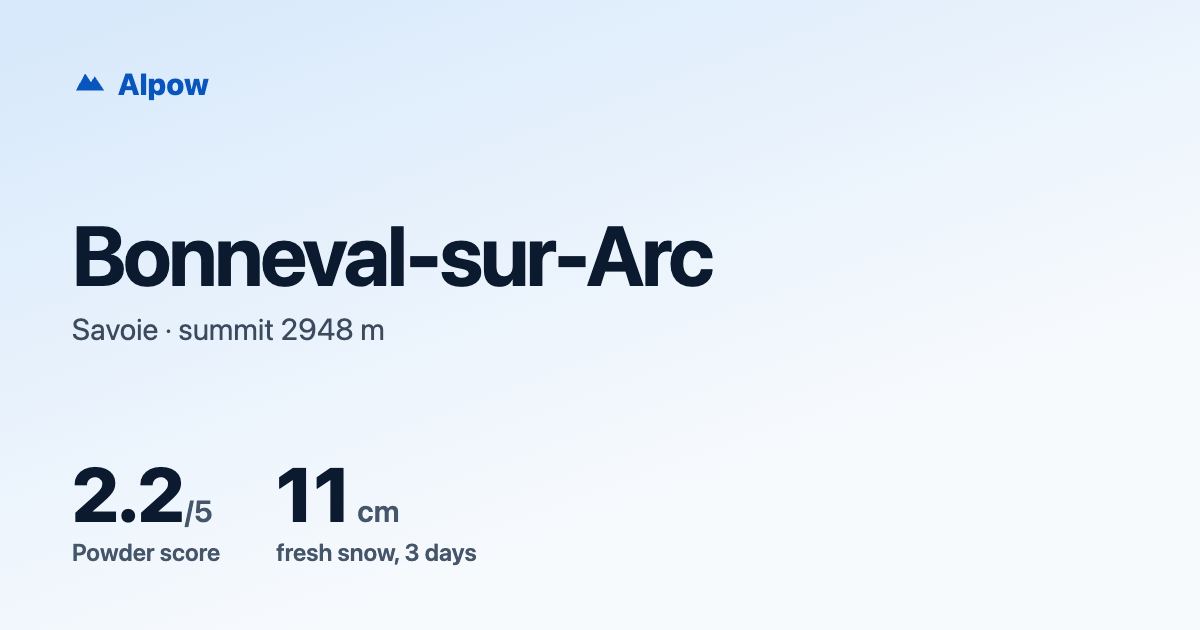 Alpow
Bonneval-sur-Arc
Savoie · summit 2948 m
2.2/5 11 cm
Powder score fresh snow, 3 days